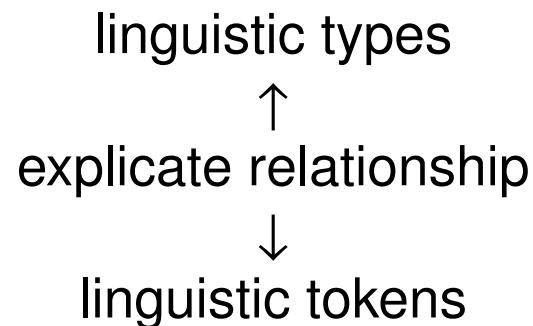 linguistic types
↑
explicate relationship
↓
linguistic tokens